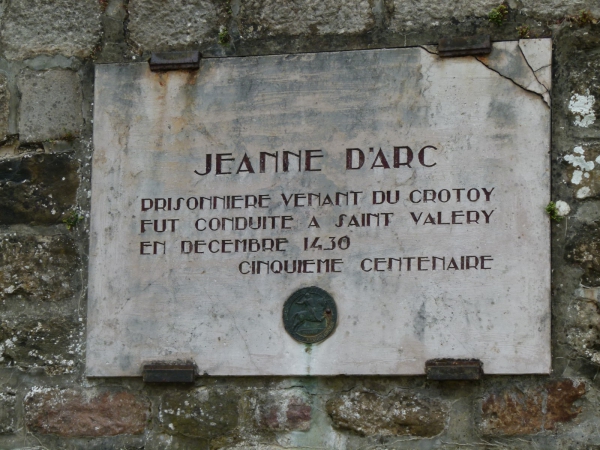 JEANNE D'ARC
PRISONNIERE VENANT DU CROTOY
FUT CONDUITE A SAINT VALERY
EN DECEMBRE 1430
CINQUIEME CENTENAIRE